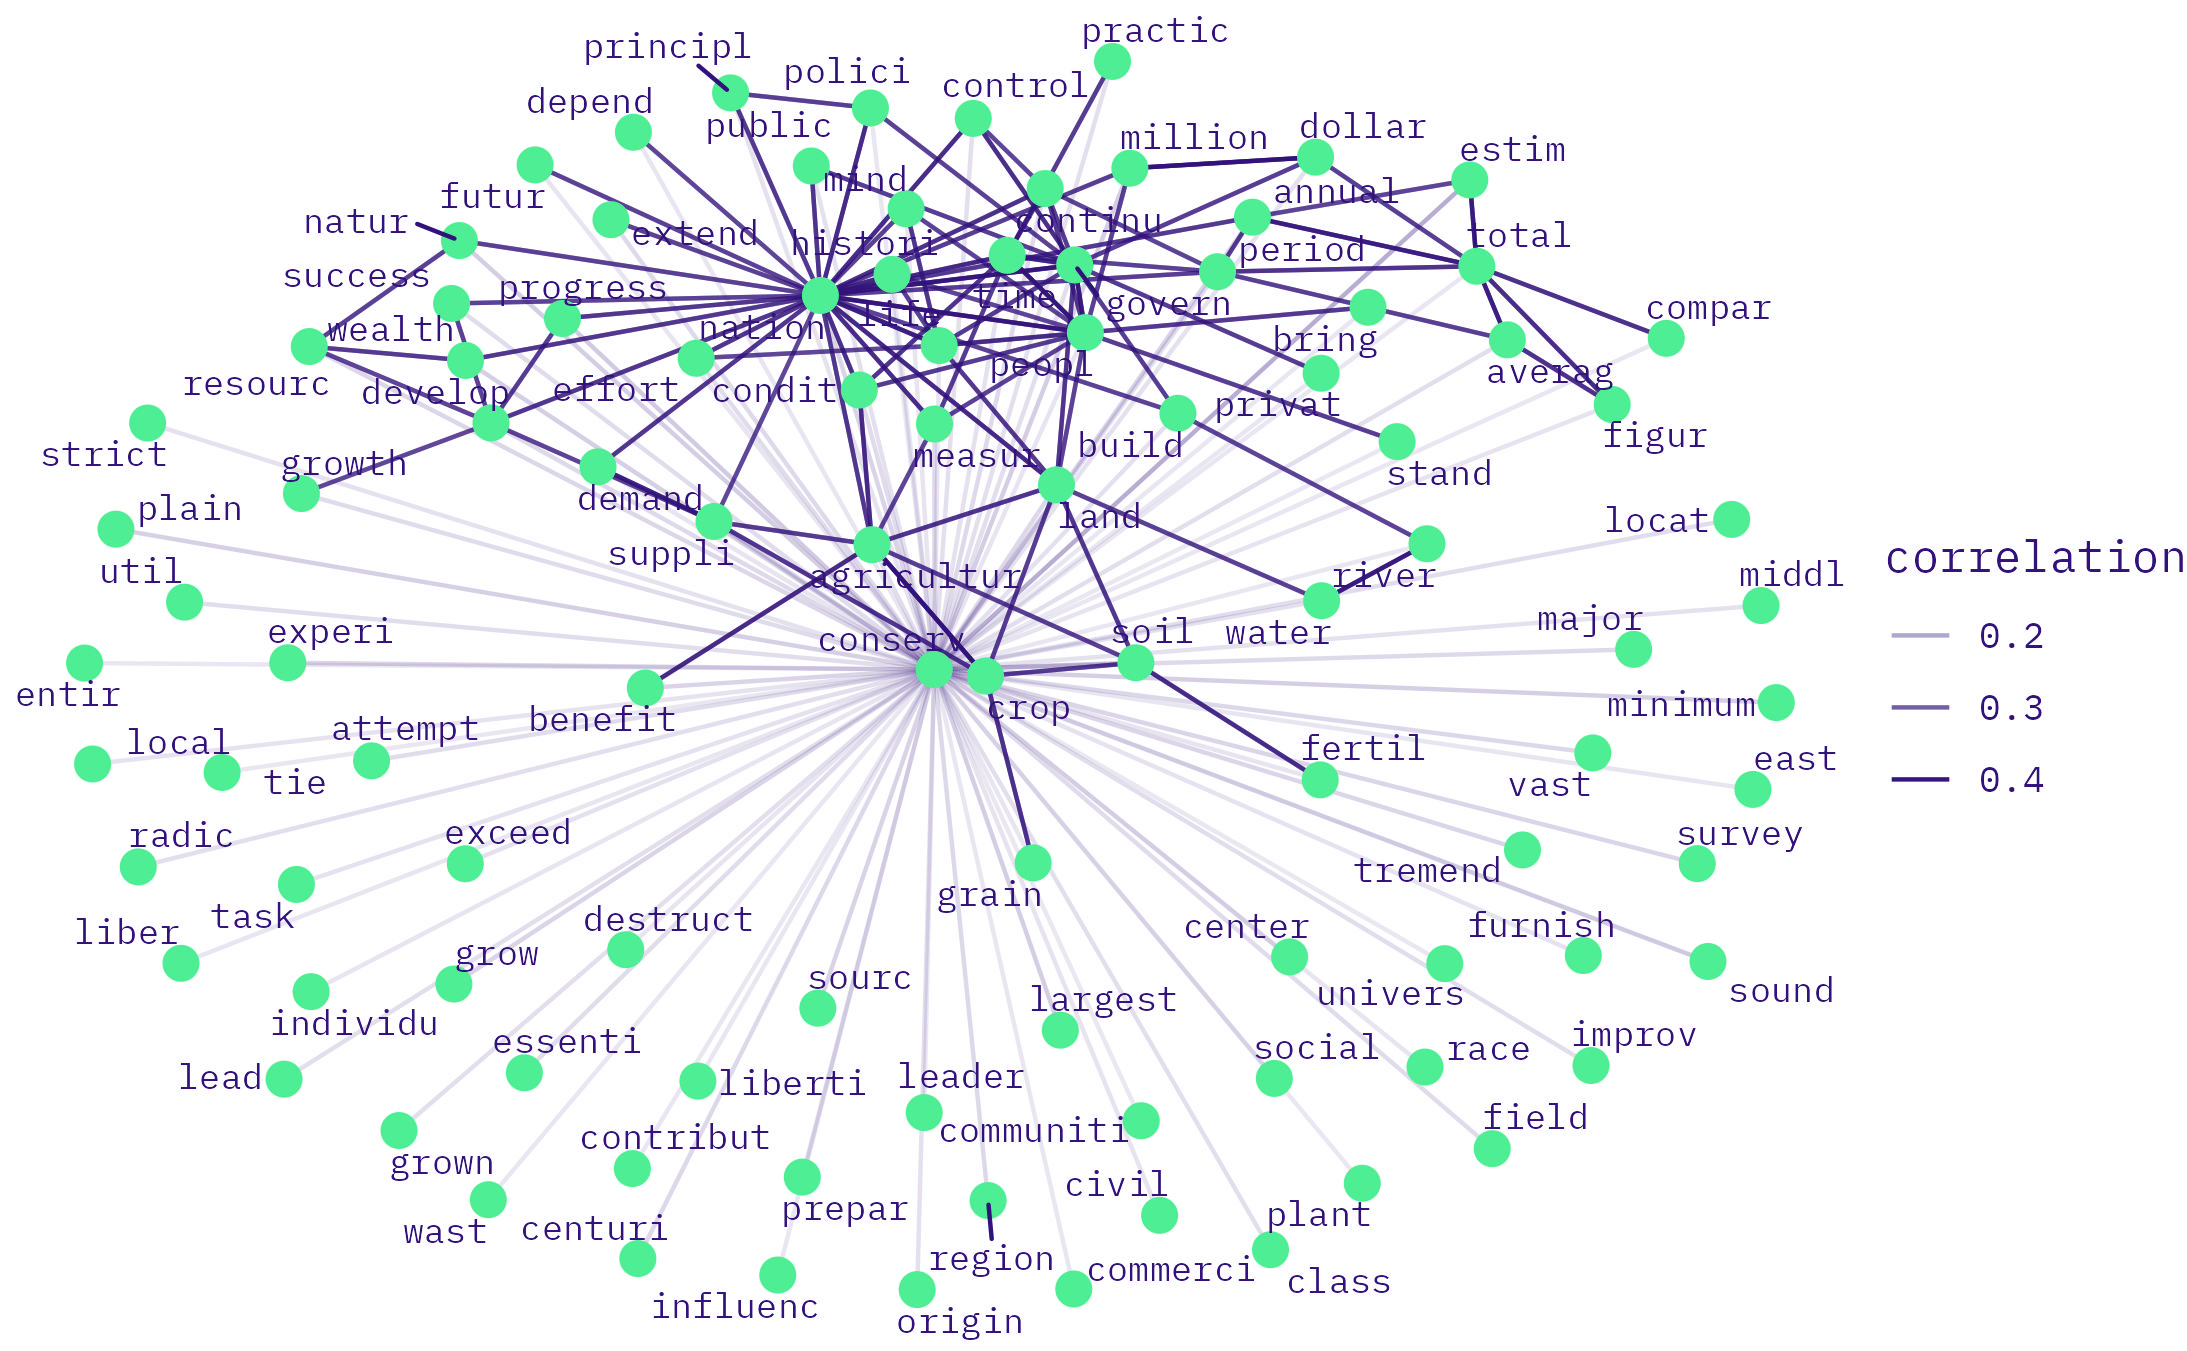 practic
principl
polici
control
depend
public
million
dollar
estim
mind
futur
annual
natur
extend
histori
continu
total
period
success
progress
time
govern
compar
wealth
nation
life
bring
resourc
develop
effort
condit
peopl
averag
privat
strict
growth
measur
build
figur
stand
plain
demand
land
locat
suppli
util
agricultur
river
middl
experi
conserv
soil
water
major
entir
crop
minimum
benefit
attempt
local
tie
fertil
east
vast
radic
exceed
survey
tremend
grain
liber
task
destruct
center
furnish
grow
sourc
largest
univers
sound
individu
essenti
social
race
improv
lead
liberti
leader
communiti
field
contribut
grown
civil
prepar
wast
centuri
region
plant
commerci
class
influenc
origin
correlation
0.2
0.3
0.4